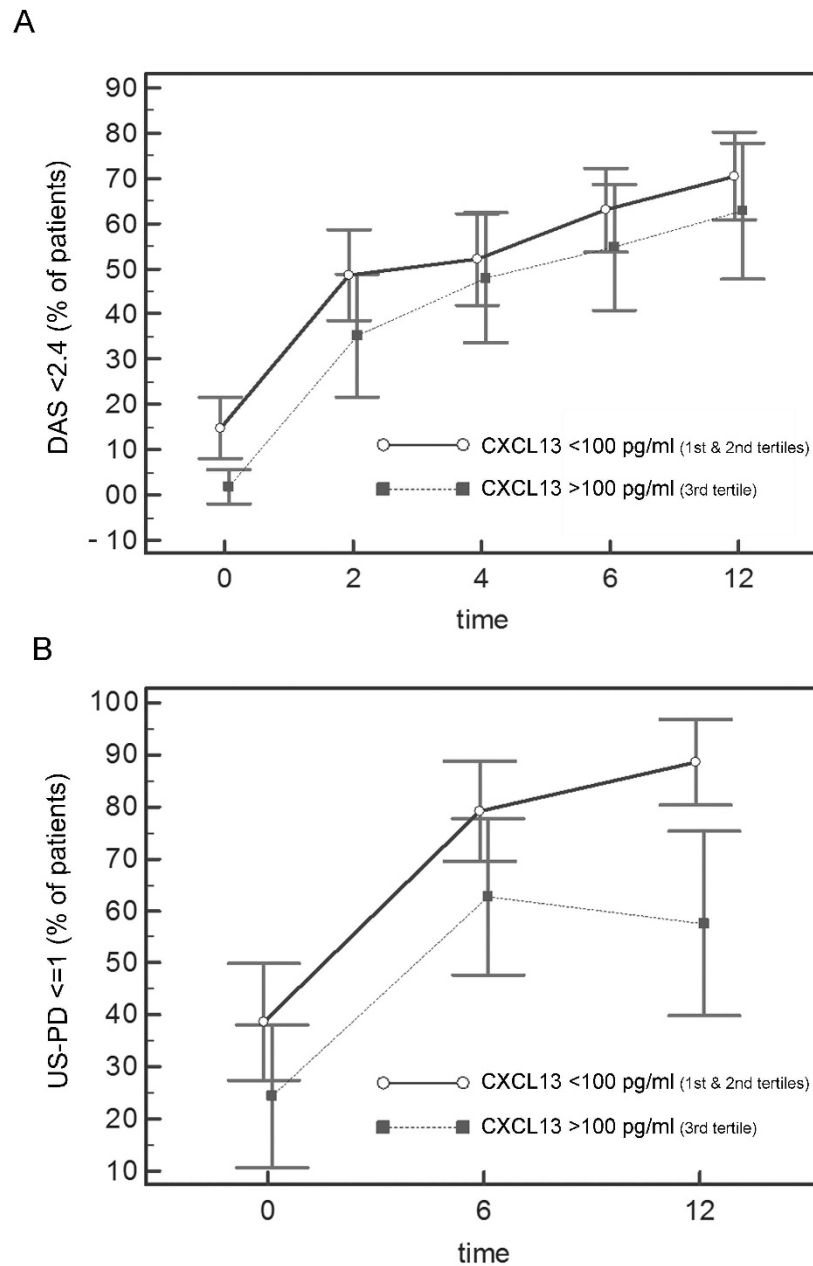 A
DAS <2.4 (% of patients)
90
80
70
60
50
40
30
20
10
00
- 10
CXCL13 <100 pg/ml (1st & 2nd tertiles)
CXCL13 >100 pg/ml (3rd tertile)
0 2 4 6 12
time
B
US-PD <=1 (% of patients)
100
90
80
70
60
50
40
30
20
10
CXCL13 <100 pg/ml (1st & 2nd tertiles)
CXCL13 >100 pg/ml (3rd tertile)
0 6 12
time